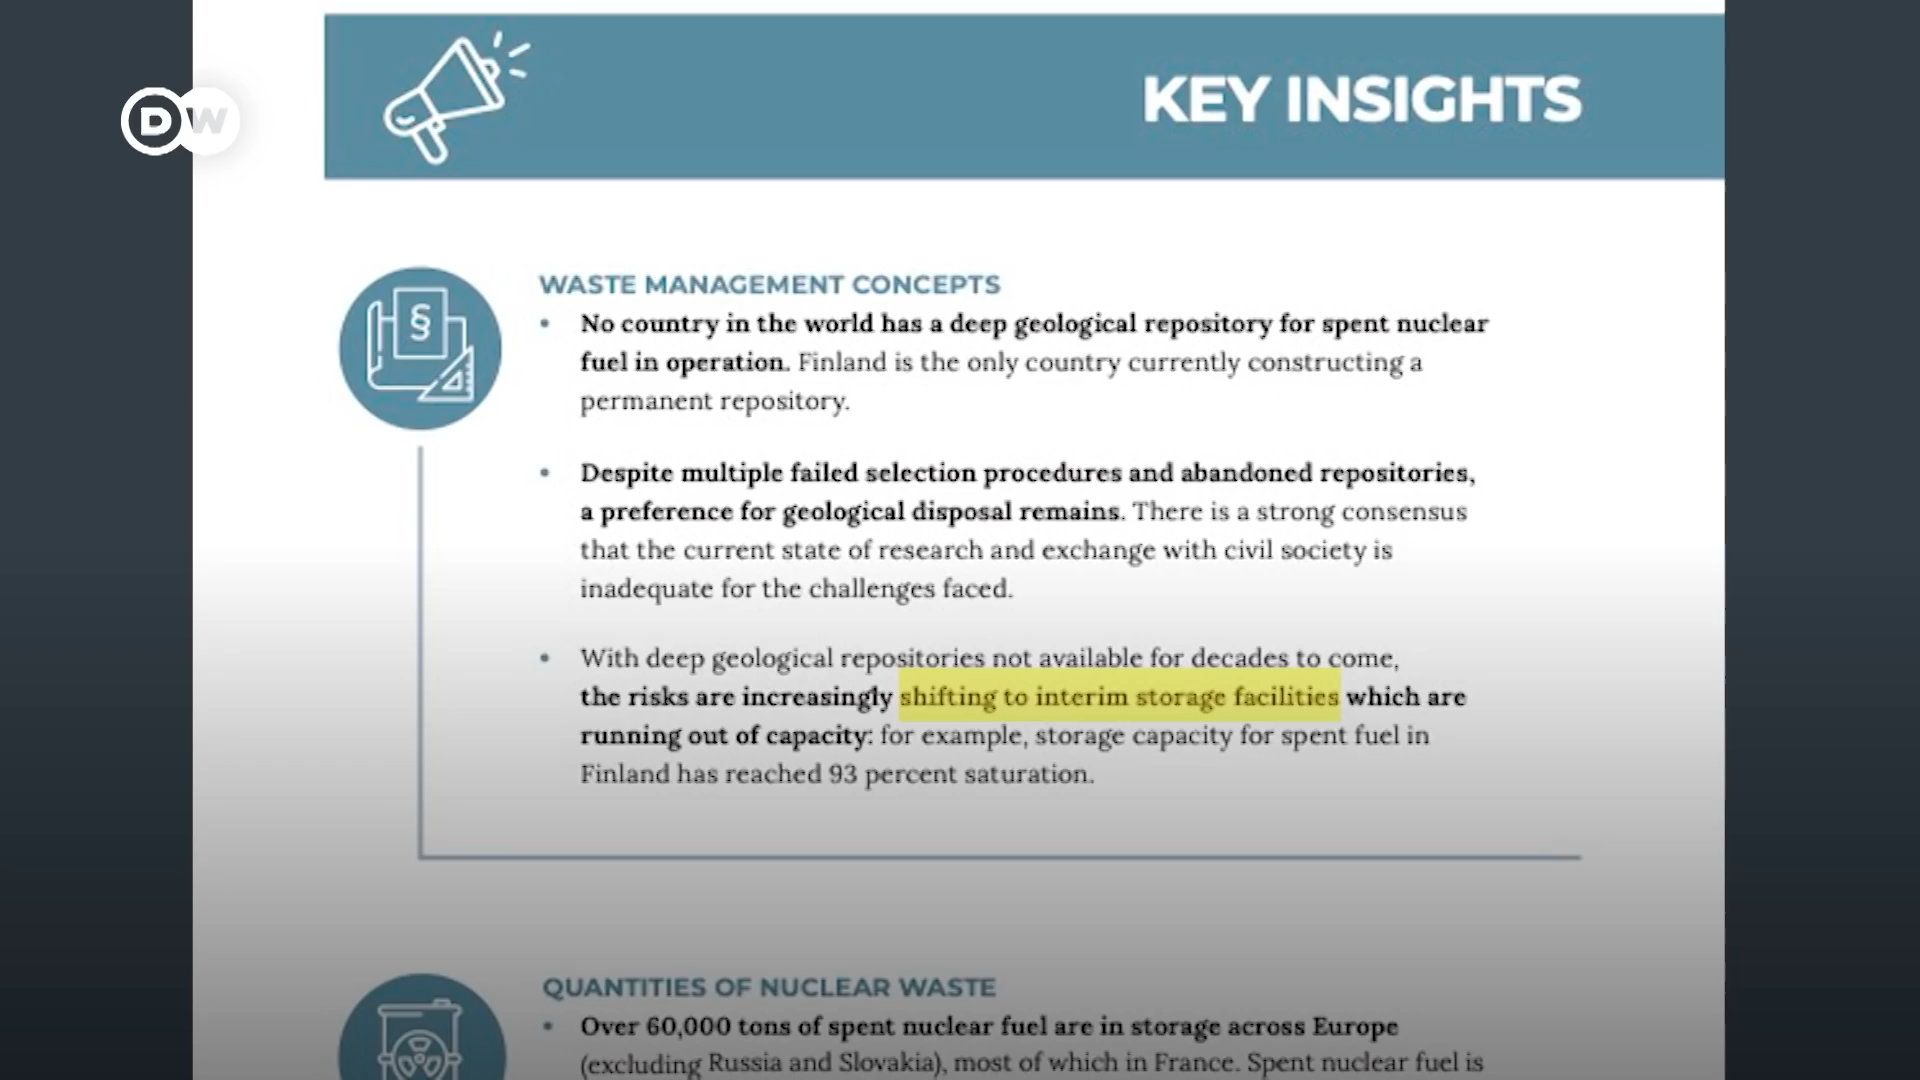 DW
KEY INSIGHTS
§
WASTE MANAGEMENT CONCEPTS
• No country in the world has a deep geological repository for spent nuclear
fuel in operation. Finland is the only country currently constructing a
permanent repository.
• Despite multiple failed selection procedures and abandoned repositories,
a preference for geological disposal remains. There is a strong consensus
that the current state of research and exchange with civil society is
inadequate for the challenges faced.
• With deep geological repositories not available for decades to come,
the risks are increasingly shifting to interim storage facilities which are
running out of capacity: for example, storage capacity for spent fuel in
Finland has reached 93 percent saturation.
QUANTITIES OF NUCLEAR WASTE
• Over 60,000 tons of spent nuclear fuel are in storage across Europe
(excluding Russia and Slovakia), most of which in France. Spent nuclear fuel is